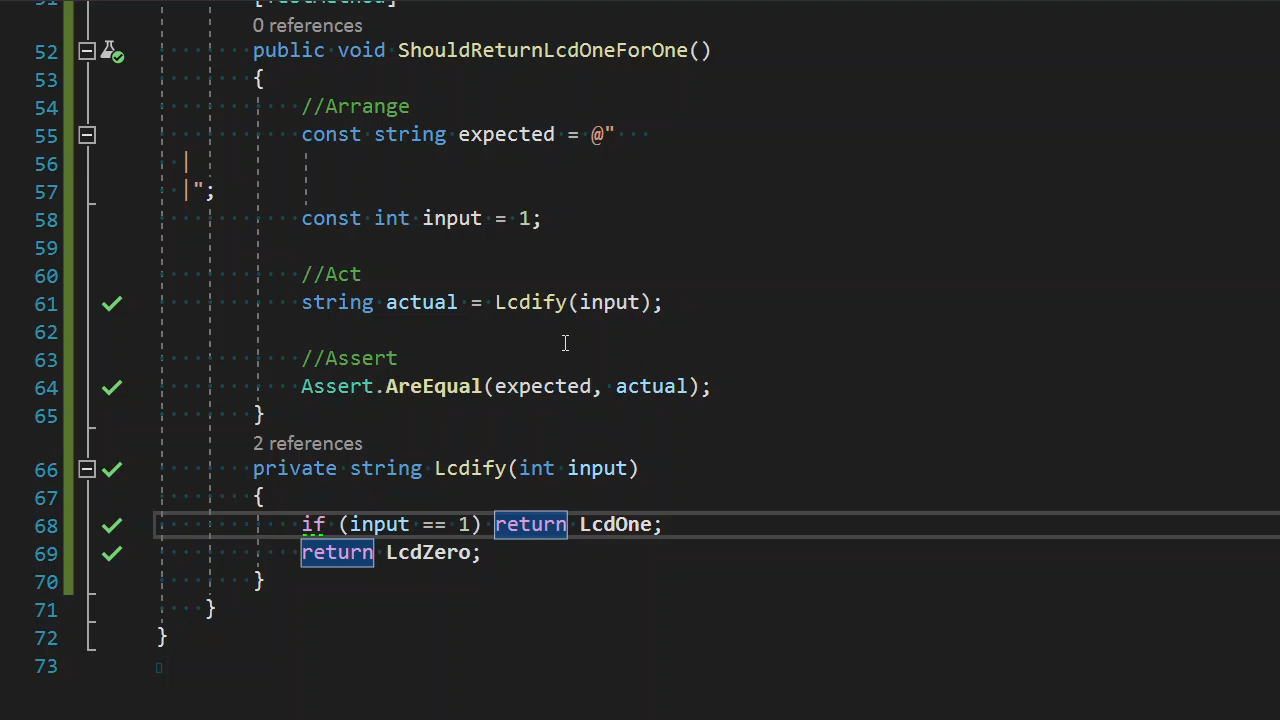 51 [TestMethod]
0 references
52 public void ShouldReturnLcdOneForOne()
53 {
54 //Arrange
55 const string expected = @"
56 |
57 |";
58 const int input = 1;
59
60 //Act
61 string actual = Lcdify(input);
62
63 //Assert
64 Assert.AreEqual(expected, actual);
65 }
2 references
66 private string Lcdify(int input)
67 {
68 if (input == 1) return LcdOne;
69 return LcdZero;
70 }
71 }
72 }
73